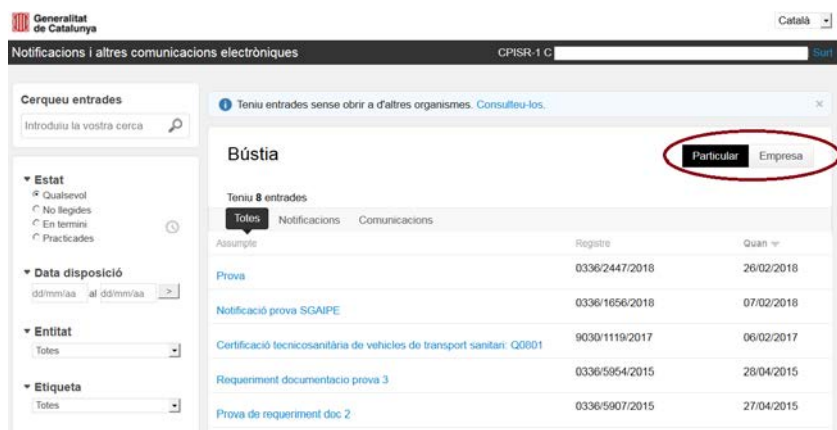 Generalitat
de Catalunya
Català
Notificacions i altres comunicacions electròniques
CPISR-1 C
Surt
Cerqueu entrades
Introduïu la vostra cerca
Teniu entrades sense obrir a d'altres organismes. Consulteu-los.
Bústia
Particular Empresa
Teniu 8 entrades
Totes Notificacions Comunicacions
Estat
Qualsevol
No llegides
En termini
Practicades
Data disposició
dd/mm/aa al dd/mm/aa >
Entitat
Totes
Etiqueta
Totes
Assumpte Registre Quan
Prova 0336/2447/2018 26/02/2018
Notificació prova SGAIPE 0336/1656/2018 07/02/2018
Certificació tecnicosanitària de vehicles de transport sanitari: Q0801 9030/1119/2017 06/02/2017
Requeriment documentacio prova 3 0336/5954/2015 28/04/2015
Prova de requeriment doc 2 0336/5907/2015 27/04/2015